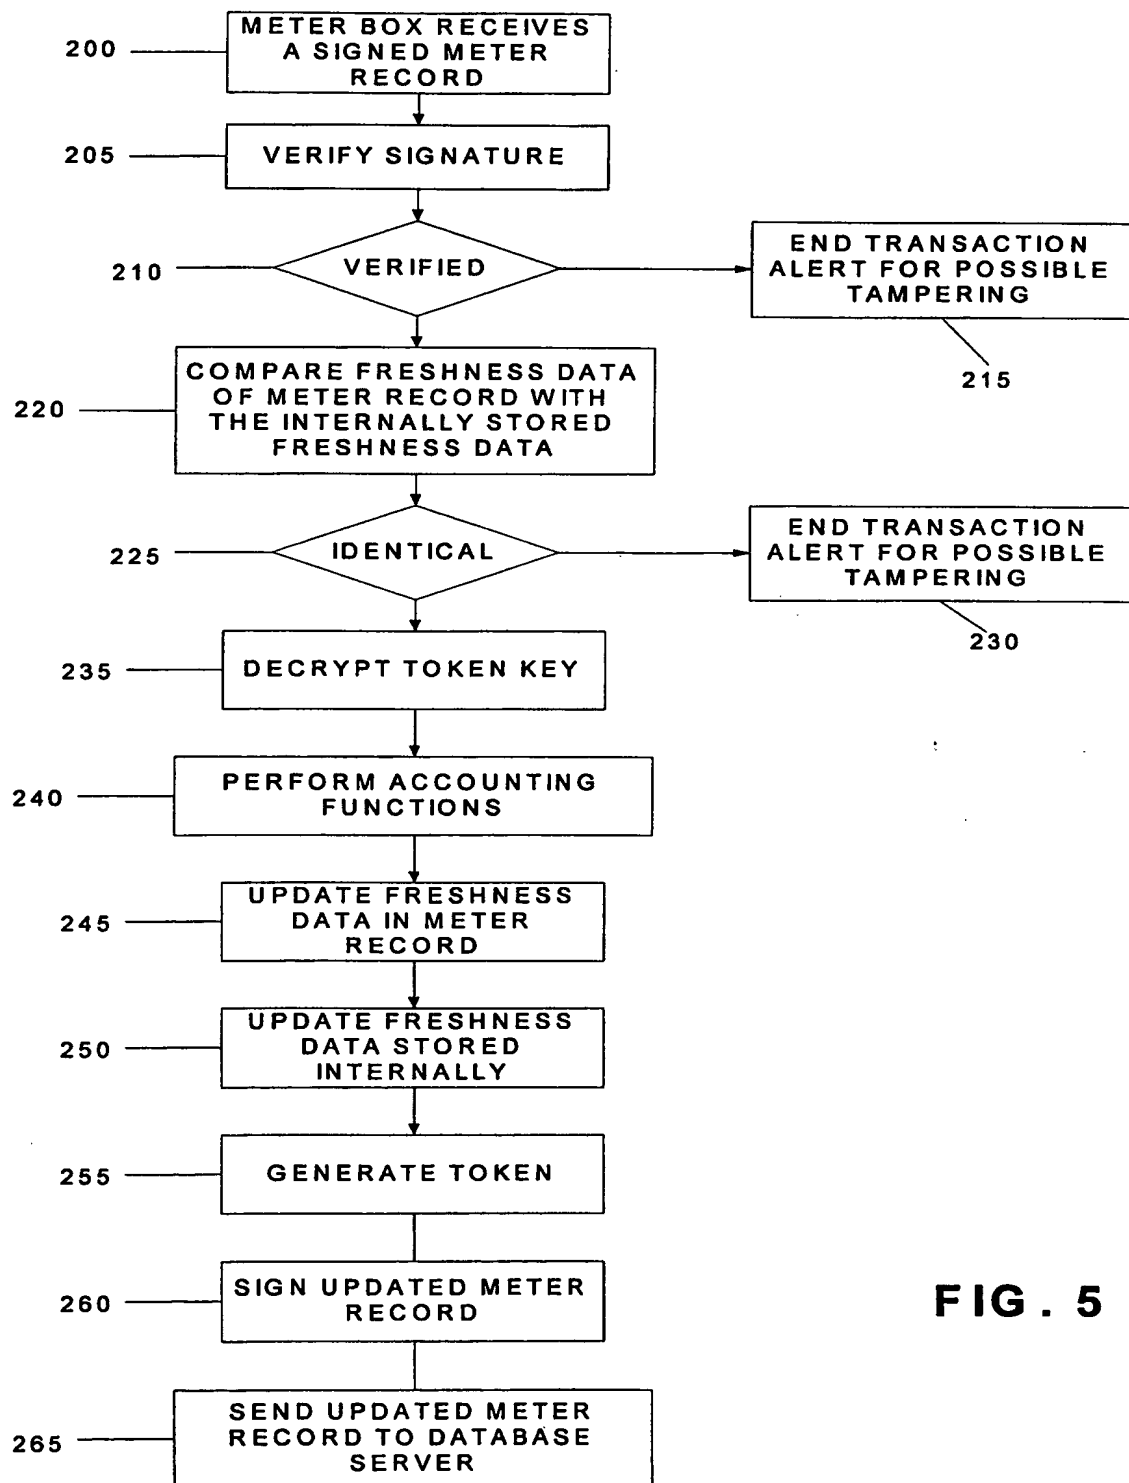 200
METER BOX RECEIVES
A SIGNED METER
RECORD
205
VERIFY SIGNATURE
210
VERIFIED
END TRANSACTION
ALERT FOR POSSIBLE
TAMPERING
215
220
COMPARE FRESHNESS DATA
OF METER RECORD WITH
THE INTERNALLY STORED
FRESHNESS DATA
225
IDENTICAL
END TRANSACTION
ALERT FOR POSSIBLE
TAMPERING
230
235
DECRYPT TOKEN KEY
240
PERFORM ACCOUNTING
FUNCTIONS
245
UPDATE FRESHNESS
DATA IN METER
RECORD
250
UPDATE FRESHNESS
DATA STORED
INTERNALLY
255
GENERATE TOKEN
260
SIGN UPDATED METER
RECORD
265
SEND UPDATED METER
RECORD TO DATABASE
SERVER
FIG. 5